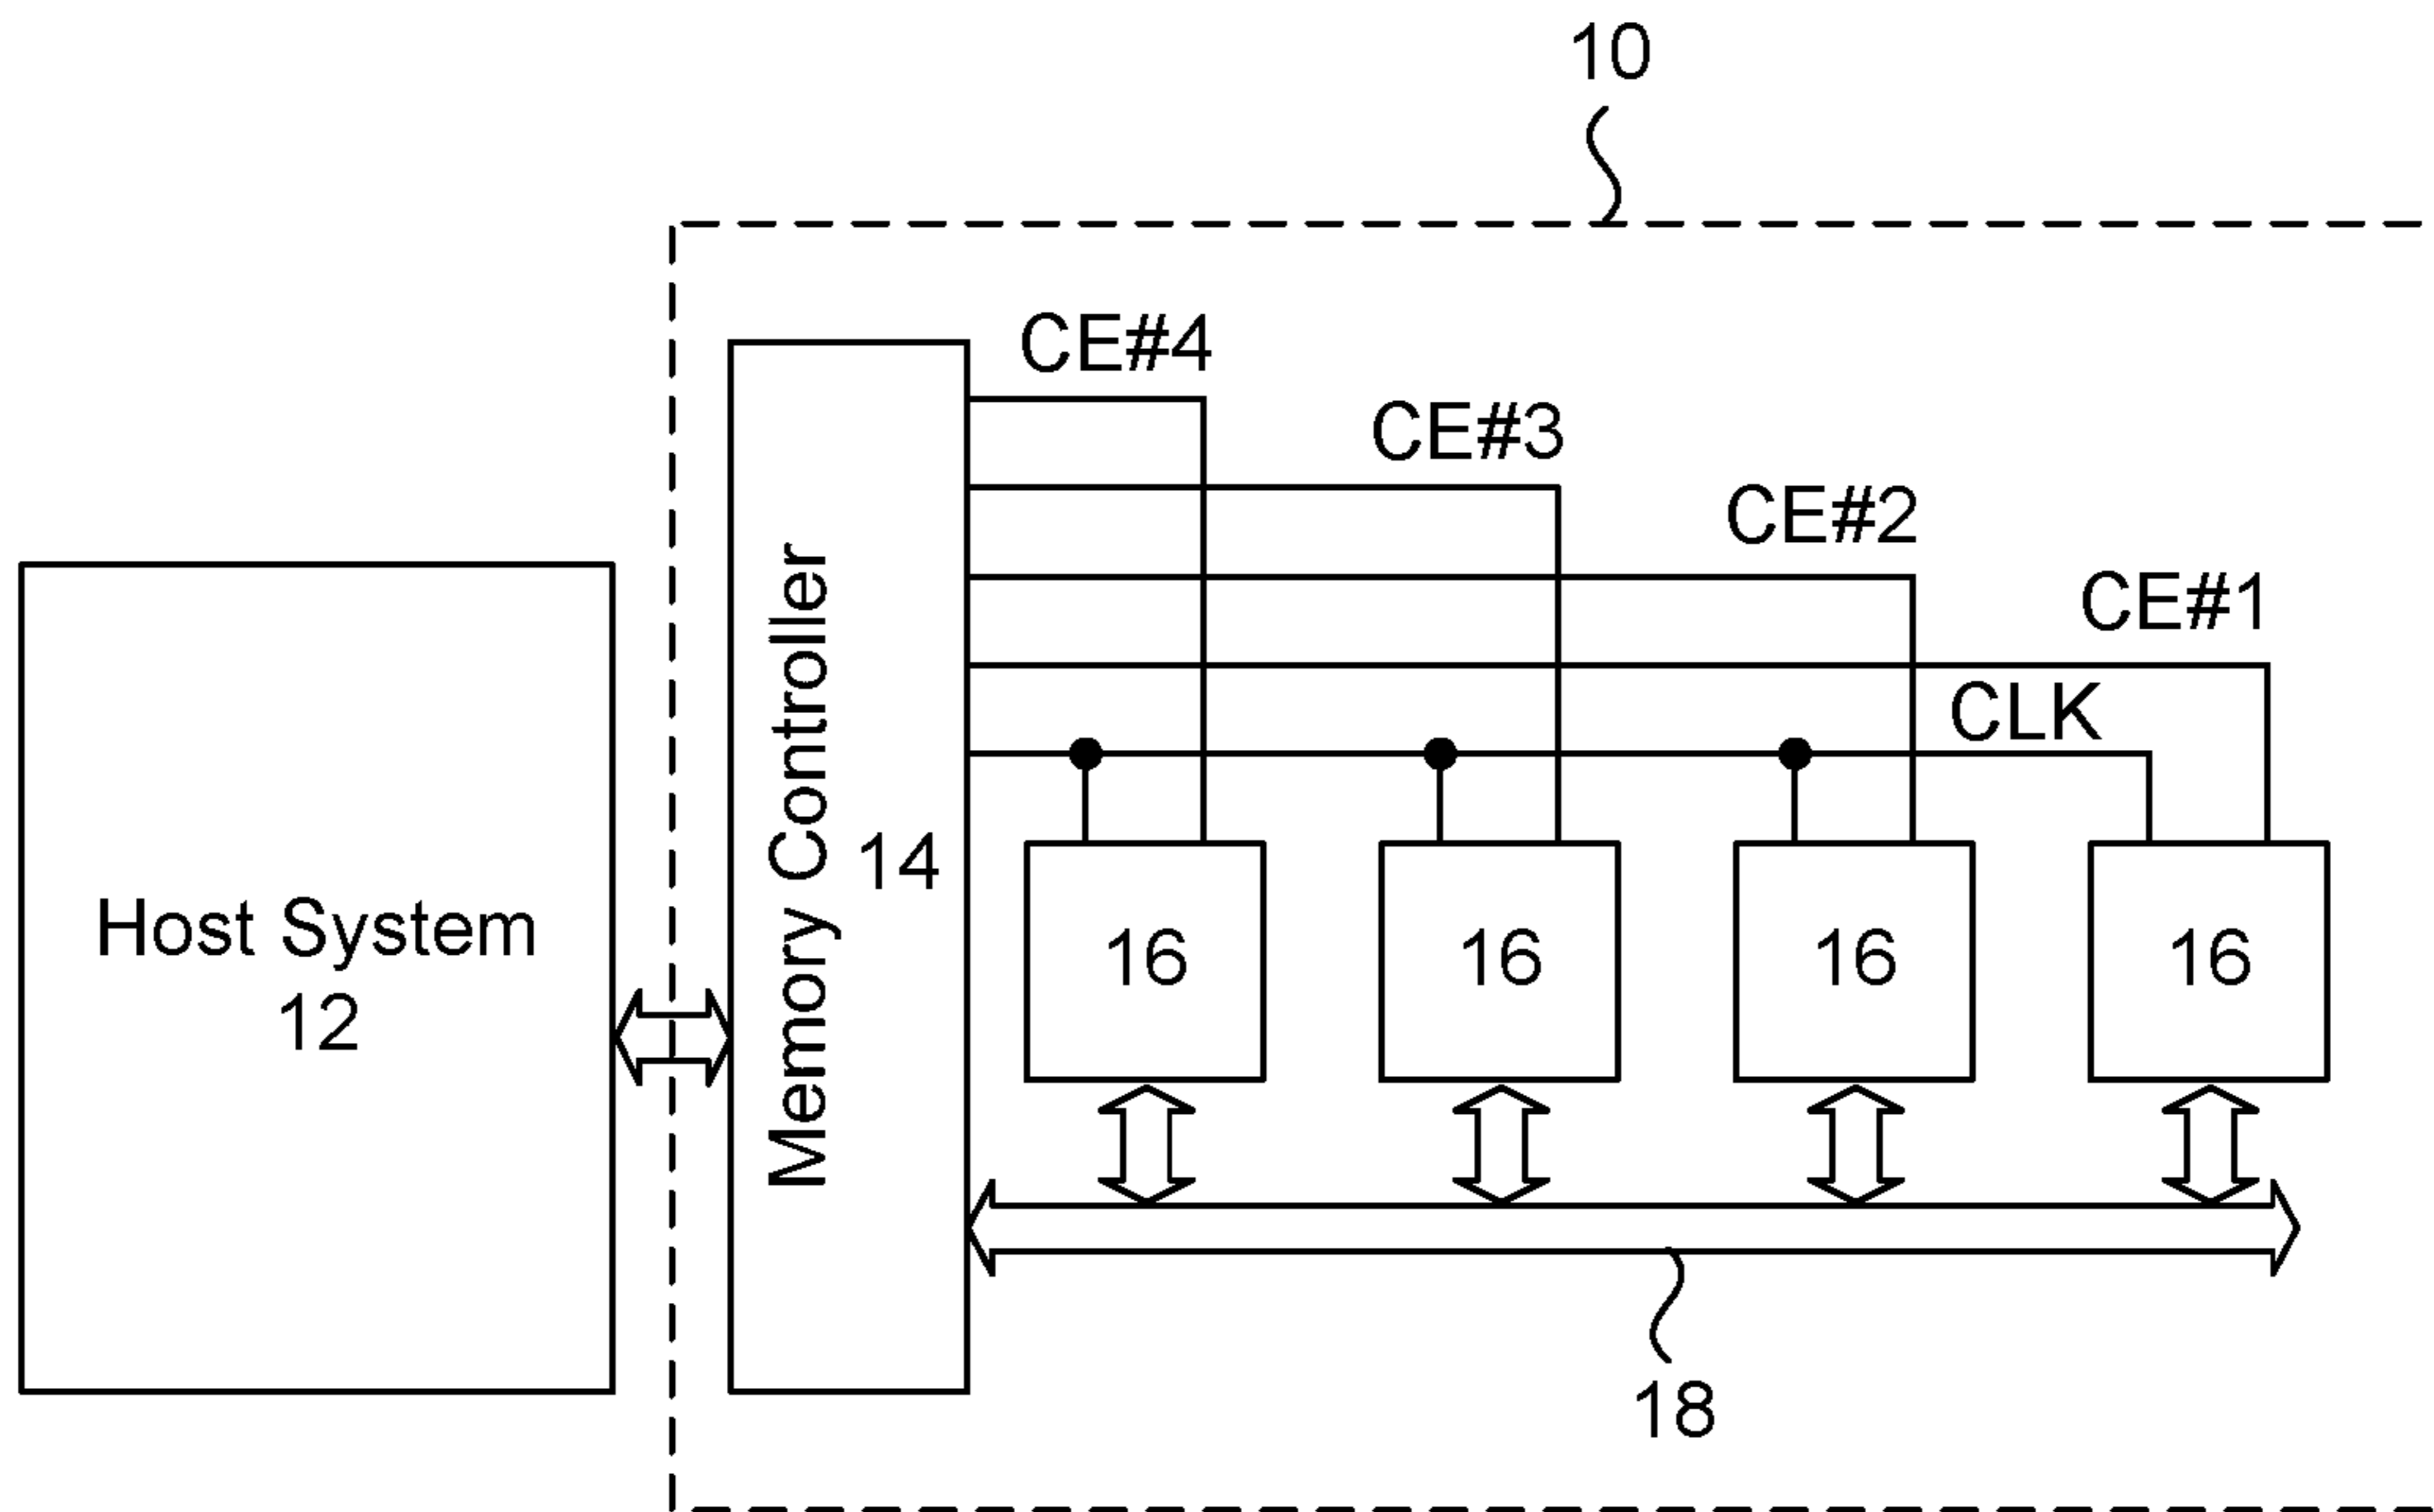 10
CE#4
CE#3
CE#2
CE#1
CLK
Memory Controller
14
Host System
12
16
16
16
16
18